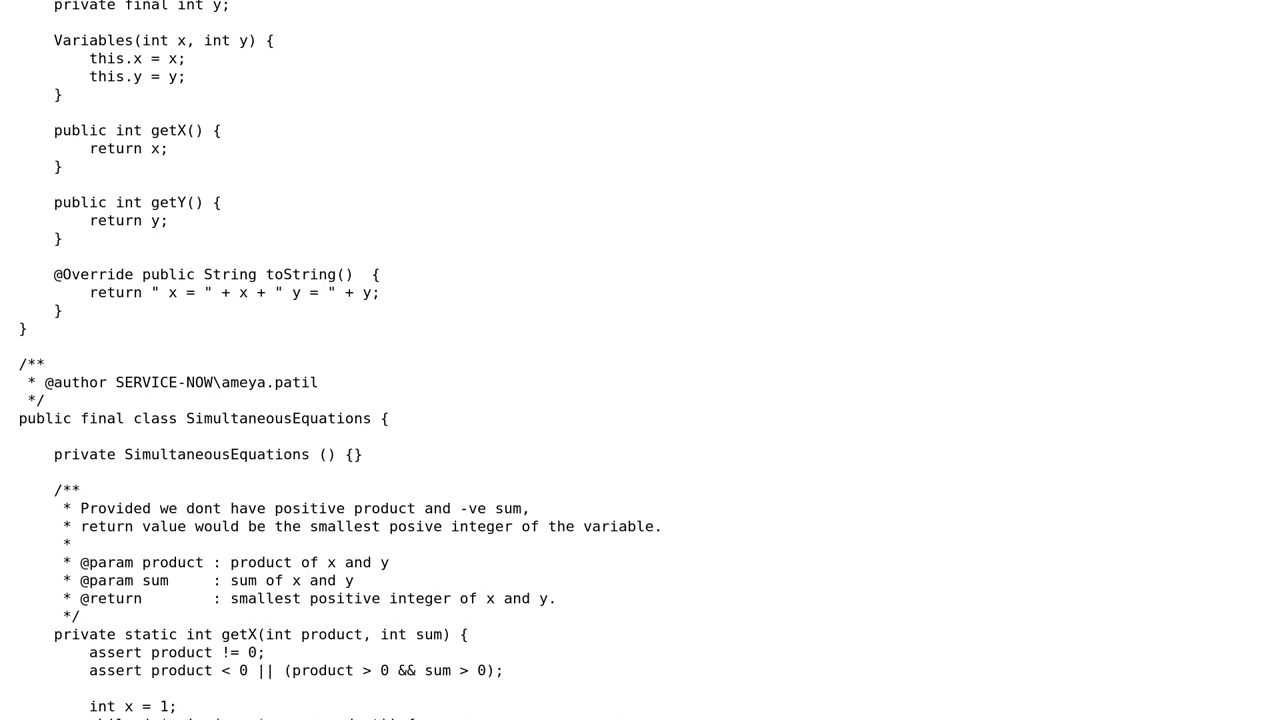 private final int y;

    Variables(int x, int y) {
        this.x = x;
        this.y = y;
    }

    public int getX() {
        return x;
    }

    public int getY() {
        return y;
    }

    @Override public String toString()  {
        return " x = " + x + " y = " + y;
    }
}

/**
 * @author SERVICE-NOW\ameya.patil
 */
public final class SimultaneousEquations {

    private SimultaneousEquations () {}

    /**
     * Provided we dont have positive product and -ve sum,
     * return value would be the smallest posive integer of the variable.
     *
     * @param product : product of x and y
     * @param sum     : sum of x and y
     * @return        : smallest positive integer of x and y.
     */
    private static int getX(int product, int sum) {
        assert product != 0;
        assert product < 0 || (product > 0 && sum > 0);

        int x = 1;